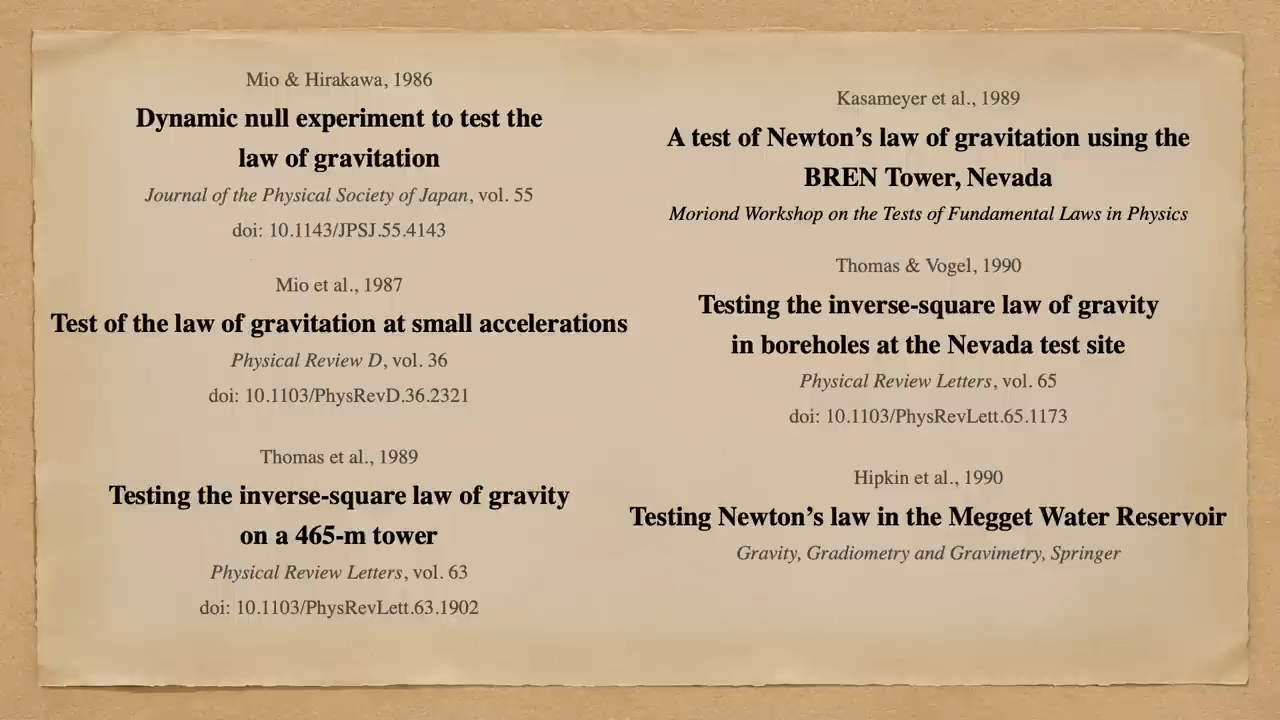 Mio & Hirakawa, 1986
Dynamic null experiment to test the
law of gravitation
Journal of the Physical Society of Japan, vol. 55
doi: 10.1143/JPSJ.55.4143
Mio et al., 1987
Test of the law of gravitation at small accelerations
Physical Review D, vol. 36
doi: 10.1103/PhysRevD.36.2321
Thomas et al., 1989
Testing the inverse-square law of gravity
on a 465-m tower
Physical Review Letters, vol. 63
doi: 10.1103/PhysRevLett.63.1902
Kasameyer et al., 1989
A test of Newton’s law of gravitation using the
BREN Tower, Nevada
Moriond Workshop on the Tests of Fundamental Laws in Physics
Thomas & Vogel, 1990
Testing the inverse-square law of gravity
in boreholes at the Nevada test site
Physical Review Letters, vol. 65
doi: 10.1103/PhysRevLett.65.1173
Hipkin et al., 1990
Testing Newton’s law in the Megget Water Reservoir
Gravity, Gradiometry and Gravimetry, Springer